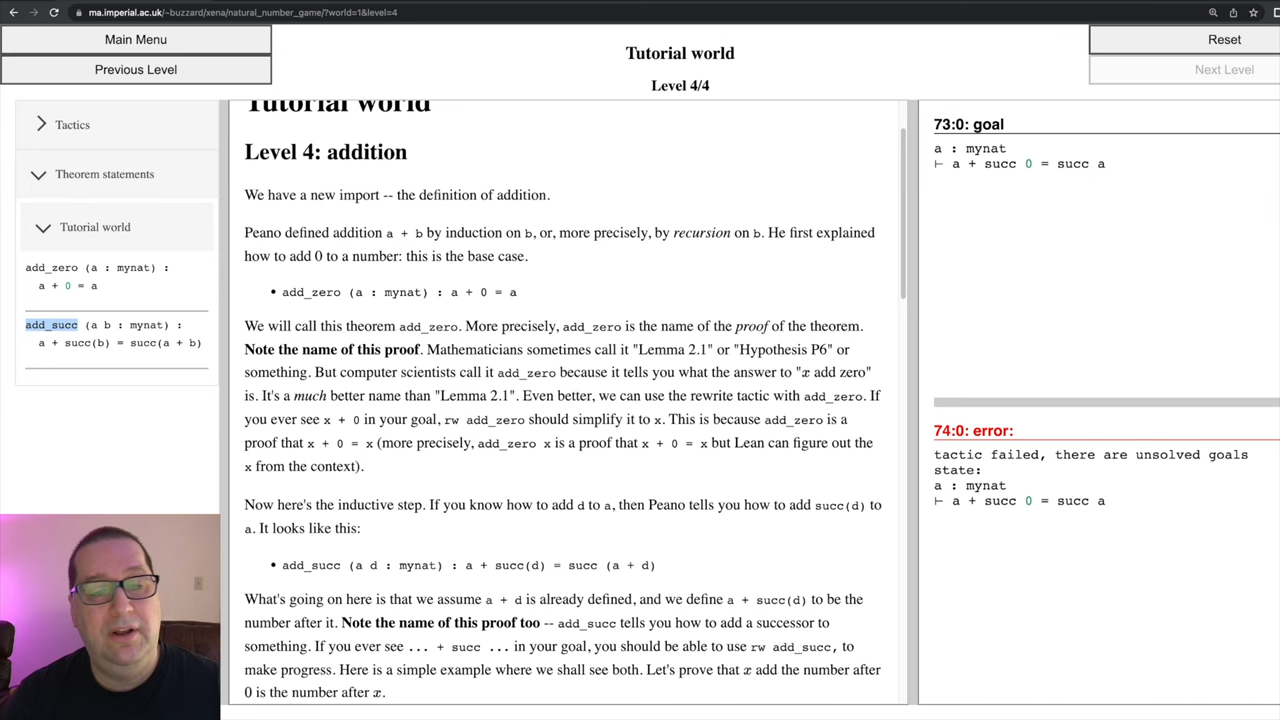 ma.imperial.ac.uk/~buzzard/xena/natural_number_game/?world=1&level=4
Main Menu
Previous Level
Tutorial world
Level 4/4
Reset
Next Level
Tactics
Theorem statements
Tutorial world
add_zero (a : mynat) :
a + 0 = a
add_succ (a b : mynat) :
a + succ(b) = succ(a + b)
Tutorial world
Level 4: addition
We have a new import -- the definition of addition.
Peano defined addition a + b by induction on b, or, more precisely, by recursion on b. He first explained
how to add 0 to a number: this is the base case.
• add_zero (a : mynat) : a + 0 = a
We will call this theorem add_zero. More precisely, add_zero is the name of the proof of the theorem.
Note the name of this proof. Mathematicians sometimes call it "Lemma 2.1" or "Hypothesis P6" or
something. But computer scientists call it add_zero because it tells you what the answer to "x add zero"
is. It's a much better name than "Lemma 2.1". Even better, we can use the rewrite tactic with add_zero. If
you ever see x + 0 in your goal, rw add_zero should simplify it to x. This is because add_zero is a
proof that x + 0 = x (more precisely, add_zero x is a proof that x + 0 = x but Lean can figure out the
x from the context).
Now here's the inductive step. If you know how to add d to a, then Peano tells you how to add succ(d) to
a. It looks like this:
• add_succ (a d : mynat) : a + succ(d) = succ (a + d)
What's going on here is that we assume a + d is already defined, and we define a + succ(d) to be the
number after it. Note the name of this proof too -- add_succ tells you how to add a successor to
something. If you ever see ... + succ ... in your goal, you should be able to use rw add_succ, to
make progress. Here is a simple example where we shall see both. Let's prove that x add the number after
0 is the number after x.
73:0: goal
a : mynat
⊢ a + succ 0 = succ a
74:0: error:
tactic failed, there are unsolved goals
state:
a : mynat
⊢ a + succ 0 = succ a